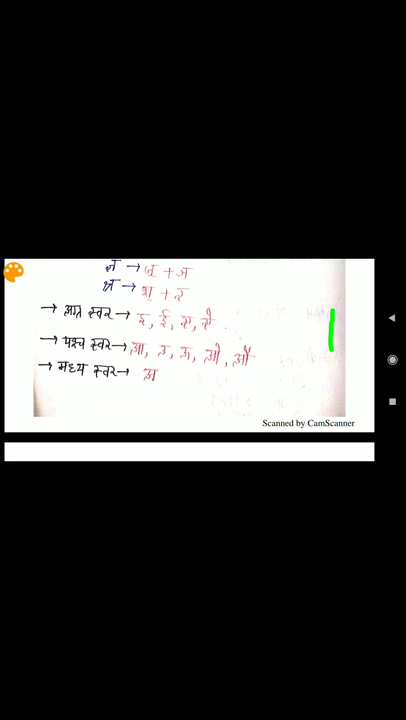 ज्ञ → ज् + ञ
श्र → श् + र
→ अग्र स्वर → इ, ई, ए, ऐ
→ पश्च स्वर → आ, उ, ऊ, ओ, औ
→ मध्य स्वर → अ
Scanned by CamScanner